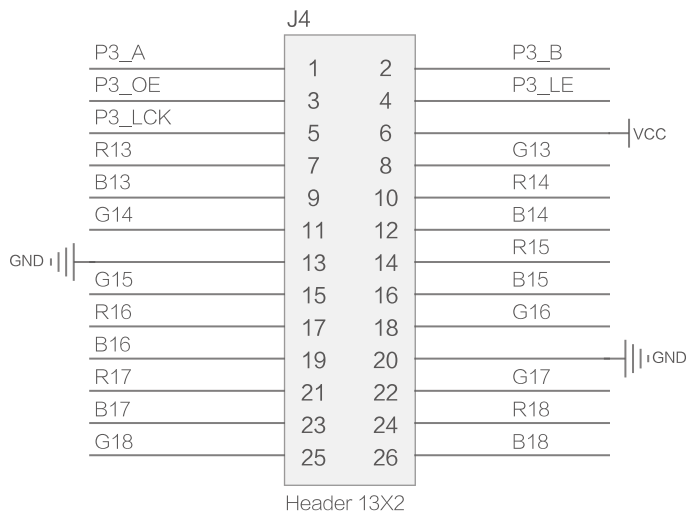 J4
P3_A 1 2 P3_B
P3_OE 3 4 P3_LE
P3_LCK 5 6 VCC
R13 7 8 G13
B13 9 10 R14
G14 11 12 B14
GND 13 14 R15
G15 15 16 B15
R16 17 18 G16
B16 19 20 GND
R17 21 22 G17
B17 23 24 R18
G18 25 26 B18
Header 13X2